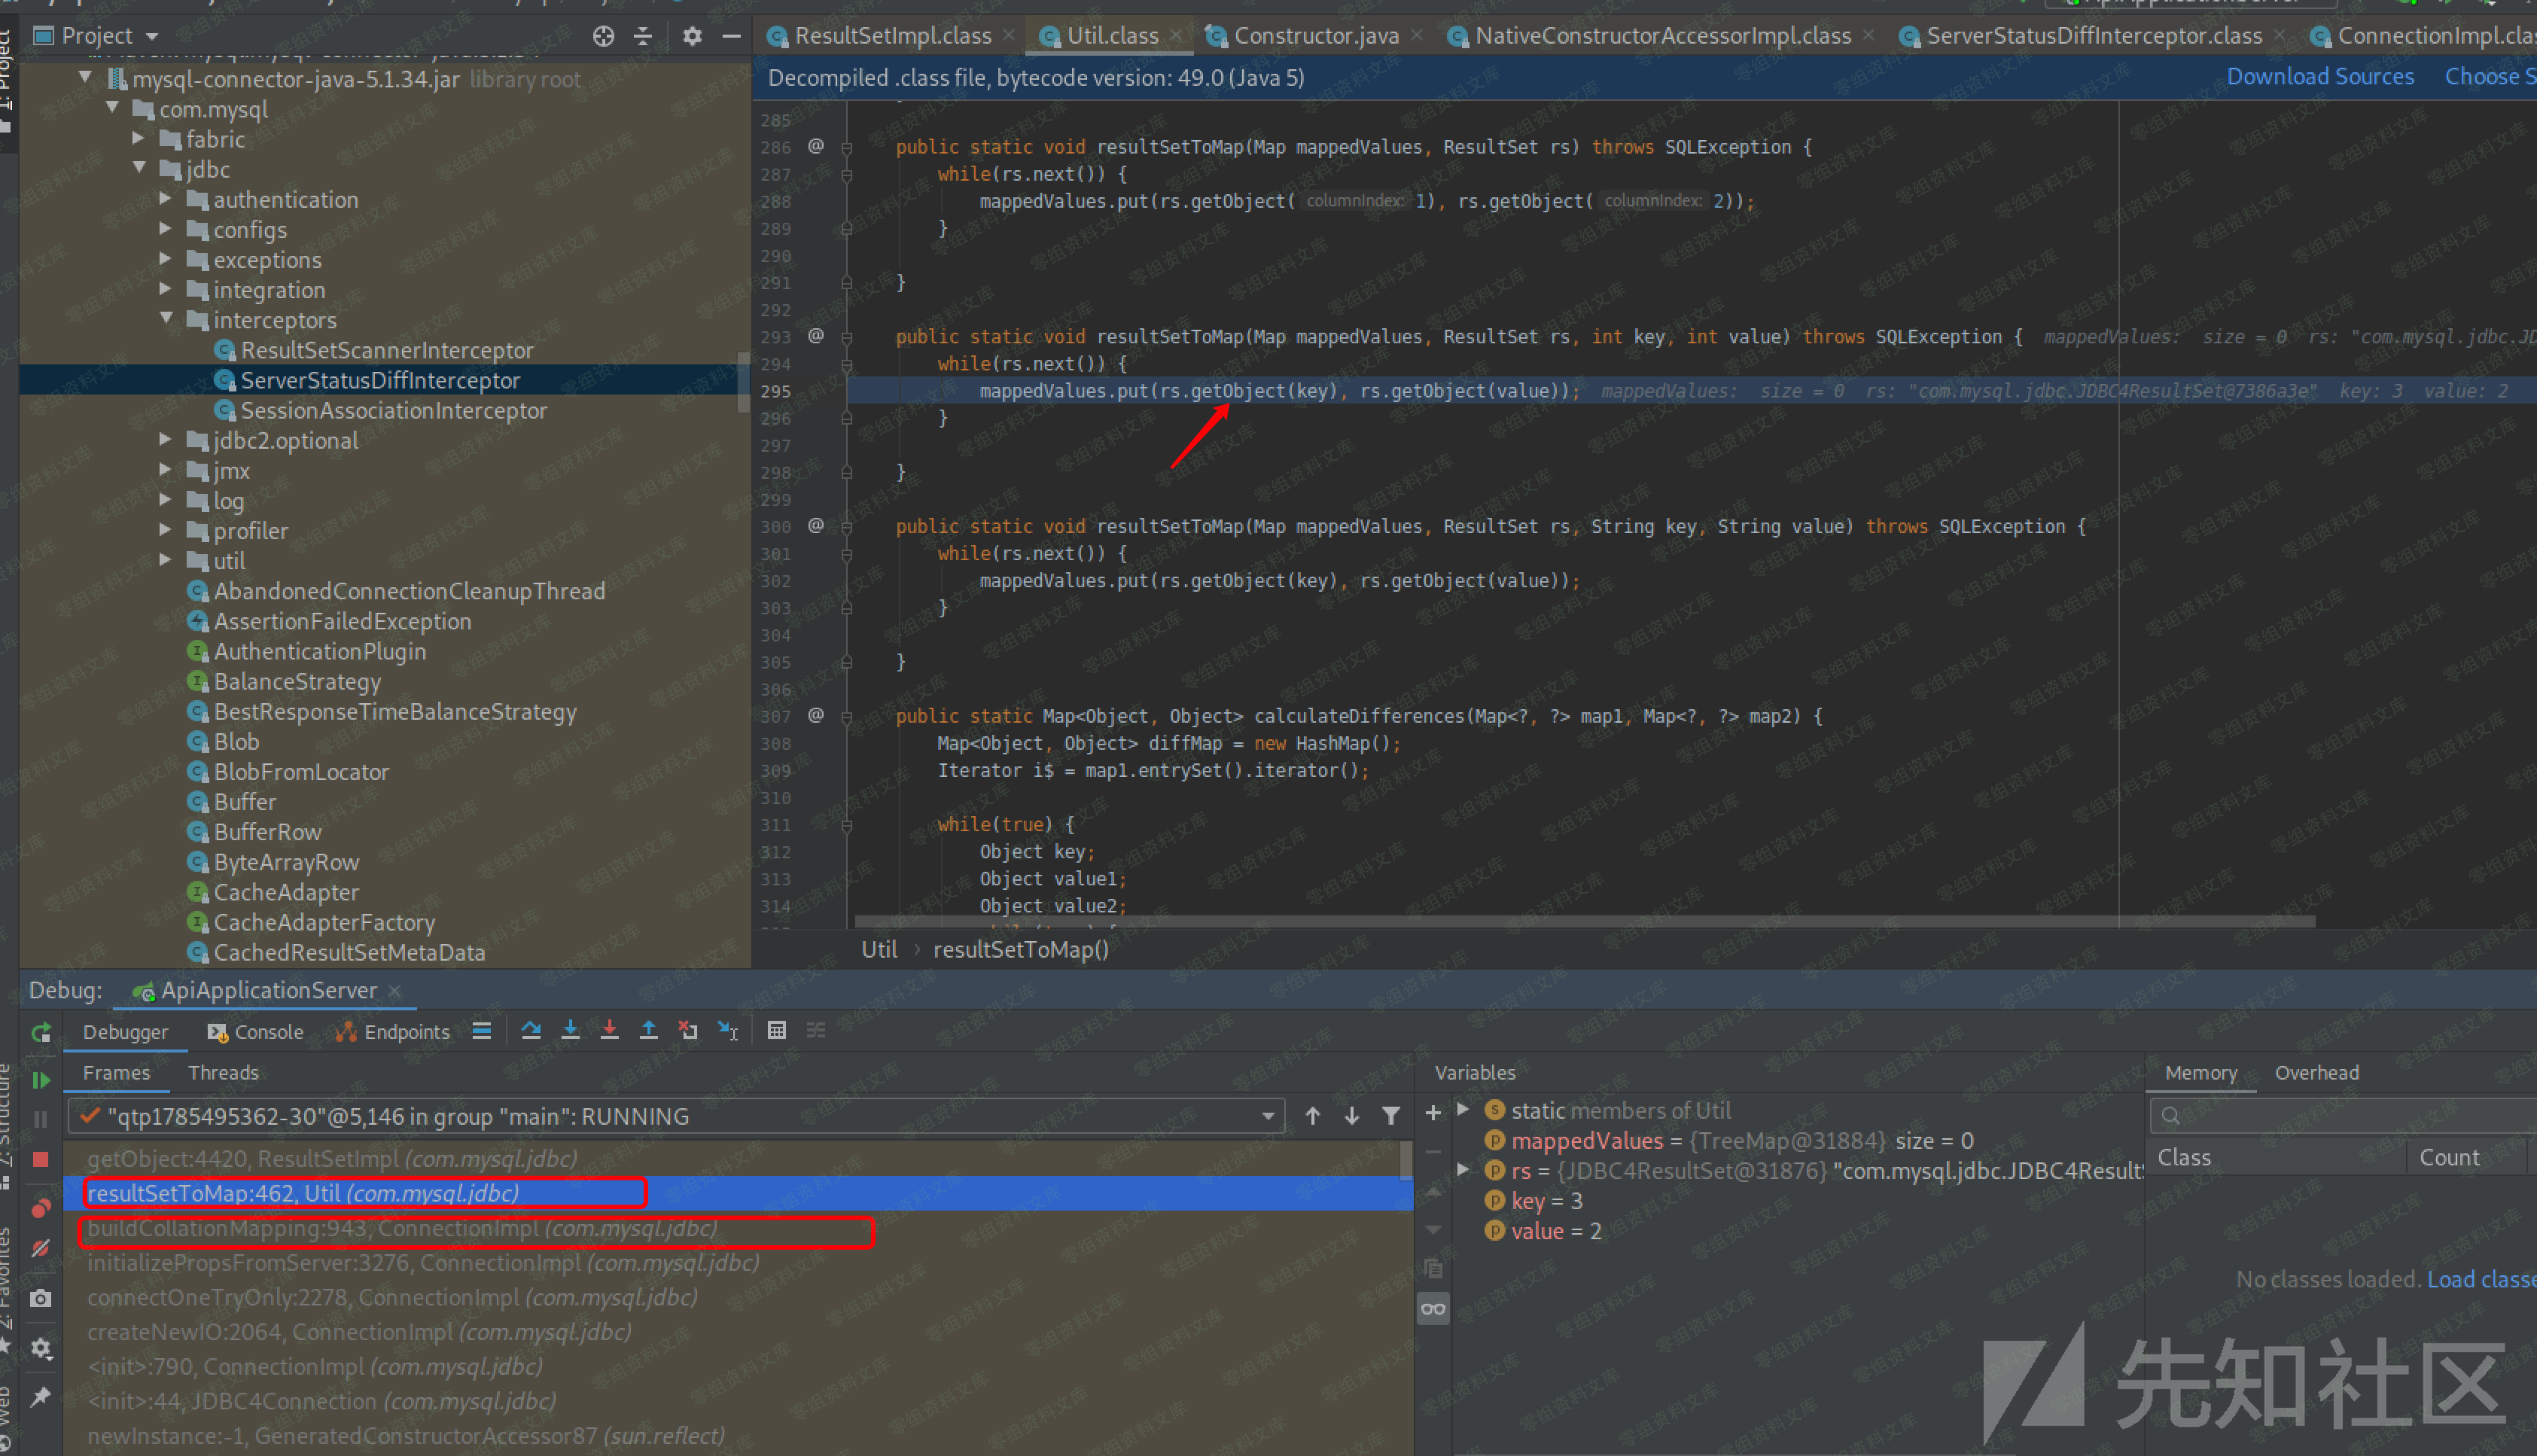 Project
ResultSetImpl.class
Util.class
Constructor.java
NativeConstructorAccessorImpl.class
ServerStatusDiffInterceptor.class
Decompiled .class file, bytecode version: 49.0 (Java 5)
Download Sources
mysql-connector-java-5.1.34.jar library root
com.mysql
fabric
jdbc
authentication
configs
exceptions
integration
interceptors
ResultSetScannerInterceptor
ServerStatusDiffInterceptor
SessionAssociationInterceptor
jdbc2.optional
jmx
log
profiler
util
AbandonedConnectionCleanupThread
AssertionFailedException
AuthenticationPlugin
BalanceStrategy
BestResponseTimeBalanceStrategy
Blob
BlobFromLocator
Buffer
BufferRow
ByteArrayRow
CacheAdapter
CacheAdapterFactory
CachedResultSetMetaData
285
286 @ public static void resultSetToMap(Map mappedValues, ResultSet rs) throws SQLException {
287 while(rs.next()) {
288 mappedValues.put(rs.getObject( columnIndex: 1), rs.getObject( columnIndex: 2));
289 }
290
291 }
292
293 @ public static void resultSetToMap(Map mappedValues, ResultSet rs, int key, int value) throws SQLException { mappedValues: size = 0 rs: "com.mysql.jdbc.JD
294 while(rs.next()) {
295 mappedValues.put(rs.getObject(key), rs.getObject(value)); mappedValues: size = 0 rs: "com.mysql.jdbc.JDBC4ResultSet@7386a3e" key: 3 value: 2
296 }
297
298 }
299
300 @ public static void resultSetToMap(Map mappedValues, ResultSet rs, String key, String value) throws SQLException {
301 while(rs.next()) {
302 mappedValues.put(rs.getObject(key), rs.getObject(value));
303 }
304
305 }
306
307 @ public static Map<Object, Object> calculateDifferences(Map<?, ?> map1, Map<?, ?> map2) {
308 Map<Object, Object> diffMap = new HashMap();
309 Iterator i$ = map1.entrySet().iterator();
310
311 while(true) {
312 Object key;
313 Object value1;
314 Object value2;
Util › resultSetToMap()
Debug: ApiApplicationServer
Debugger Console Endpoints
Frames Threads
"qtp1785495362-30"@5,146 in group "main": RUNNING
getObject:4420, ResultSetImpl (com.mysql.jdbc)
resultSetToMap:462, Util (com.mysql.jdbc)
buildCollationMapping:943, ConnectionImpl (com.mysql.jdbc)
initializePropsFromServer:3276, ConnectionImpl (com.mysql.jdbc)
connectOneTryOnly:2278, ConnectionImpl (com.mysql.jdbc)
createNewIO:2064, ConnectionImpl (com.mysql.jdbc)
<init>:790, ConnectionImpl (com.mysql.jdbc)
<init>:44, JDBC4Connection (com.mysql.jdbc)
newInstance:-1, GeneratedConstructorAccessor87 (sun.reflect)
Variables
static members of Util
mappedValues = {TreeMap@31884} size = 0
rs = {JDBC4ResultSet@31876} "com.mysql.jdbc.JDBC4Result
key = 3
value = 2
Memory Overhead
Class Count
No classes loaded. Load classe
先知社区
零组资料文库